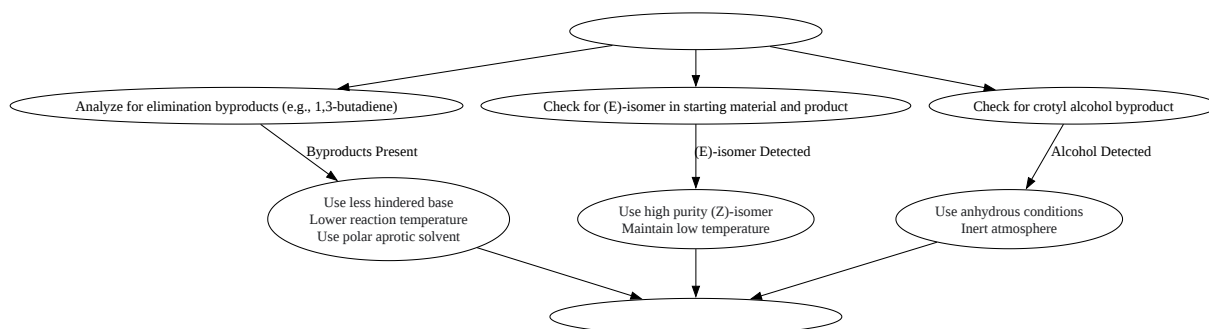 Analyze for elimination byproducts (e.g., 1,3-butadiene)
Check for (E)-isomer in starting material and product
Check for crotyl alcohol byproduct
Byproducts Present
(E)-isomer Detected
Alcohol Detected
Use less hindered base
Lower reaction temperature
Use polar aprotic solvent
Use high purity (Z)-isomer
Maintain low temperature
Use anhydrous conditions
Inert atmosphere